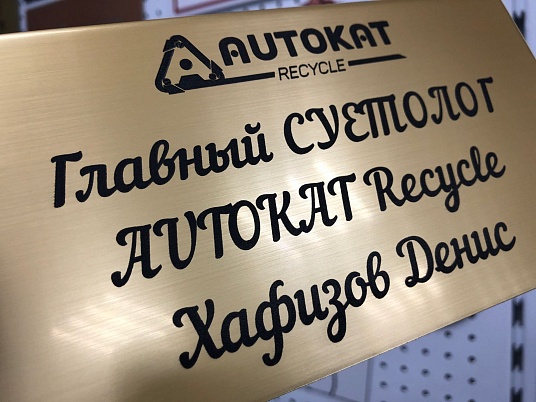 AUTOKAT
RECYCLE
Главный СУЕТОЛОГ
AUTOKAT Recycle
Хафизов Денис